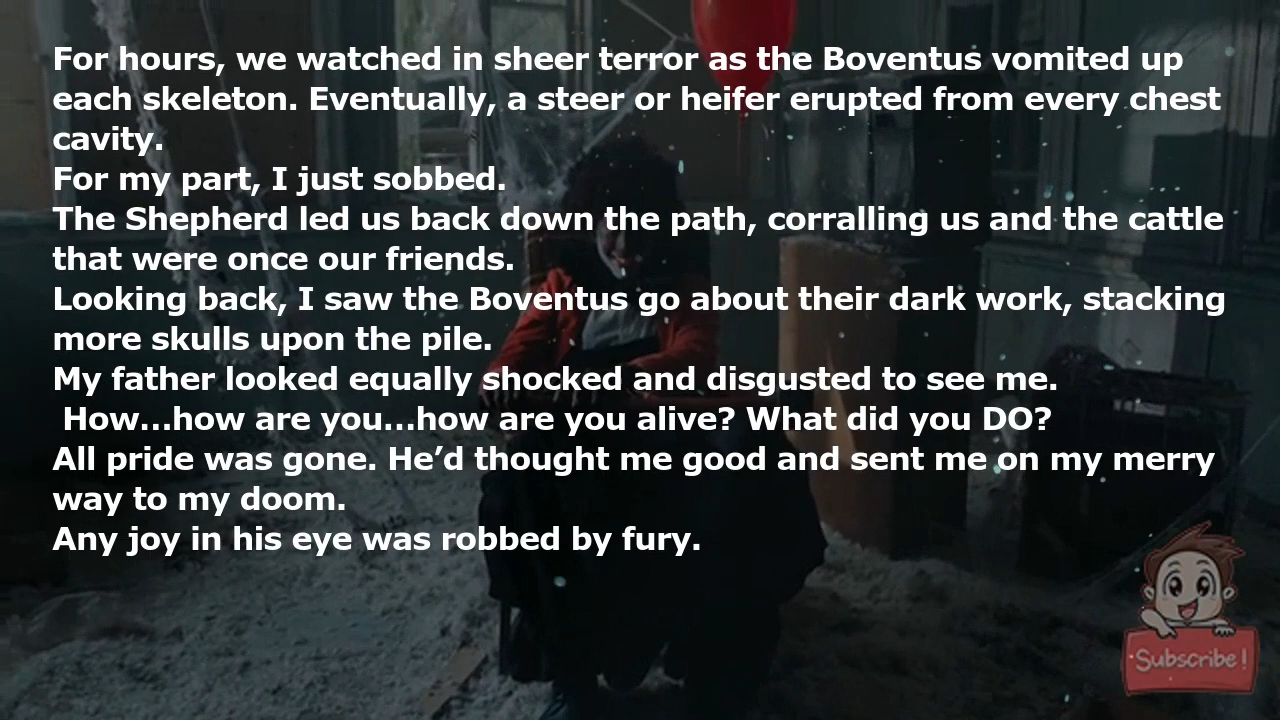 For hours, we watched in sheer terror as the Boventus vomited up
each skeleton. Eventually, a steer or heifer erupted from every chest
cavity.
For my part, I just sobbed.
The Shepherd led us back down the path, corralling us and the cattle
that were once our friends.
Looking back, I saw the Boventus go about their dark work, stacking
more skulls upon the pile.
My father looked equally shocked and disgusted to see me.
How...how are you...how are you alive? What did you DO?
All pride was gone. He’d thought me good and sent me on my merry
way to my doom.
Any joy in his eye was robbed by fury.
Subscribe!